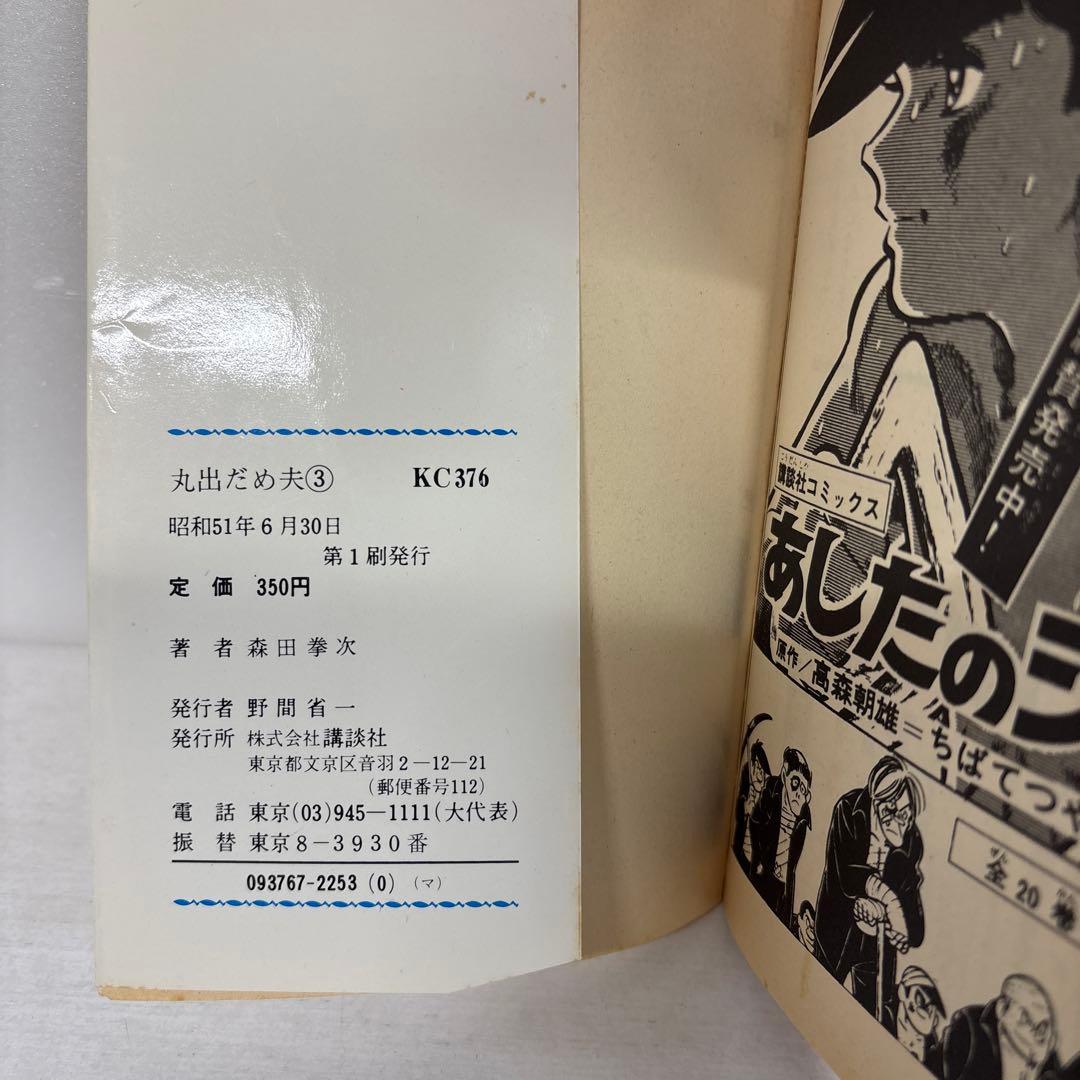 丸出だめ夫③ KC376
昭和51年6月30日
第1刷発行
定価 350円
著者 森田拳次
発行者 野間省一
発行所 株式会社講談社
東京都文京区音羽2―12―21
(郵便番号112)
電話 東京(03)945―1111(大代表)
振替 東京8―3930番
093767-2253 (0) (マ)
発売中!
講談社コミックス
あしたの
原作/高森朝雄=ちばてつや
全20巻